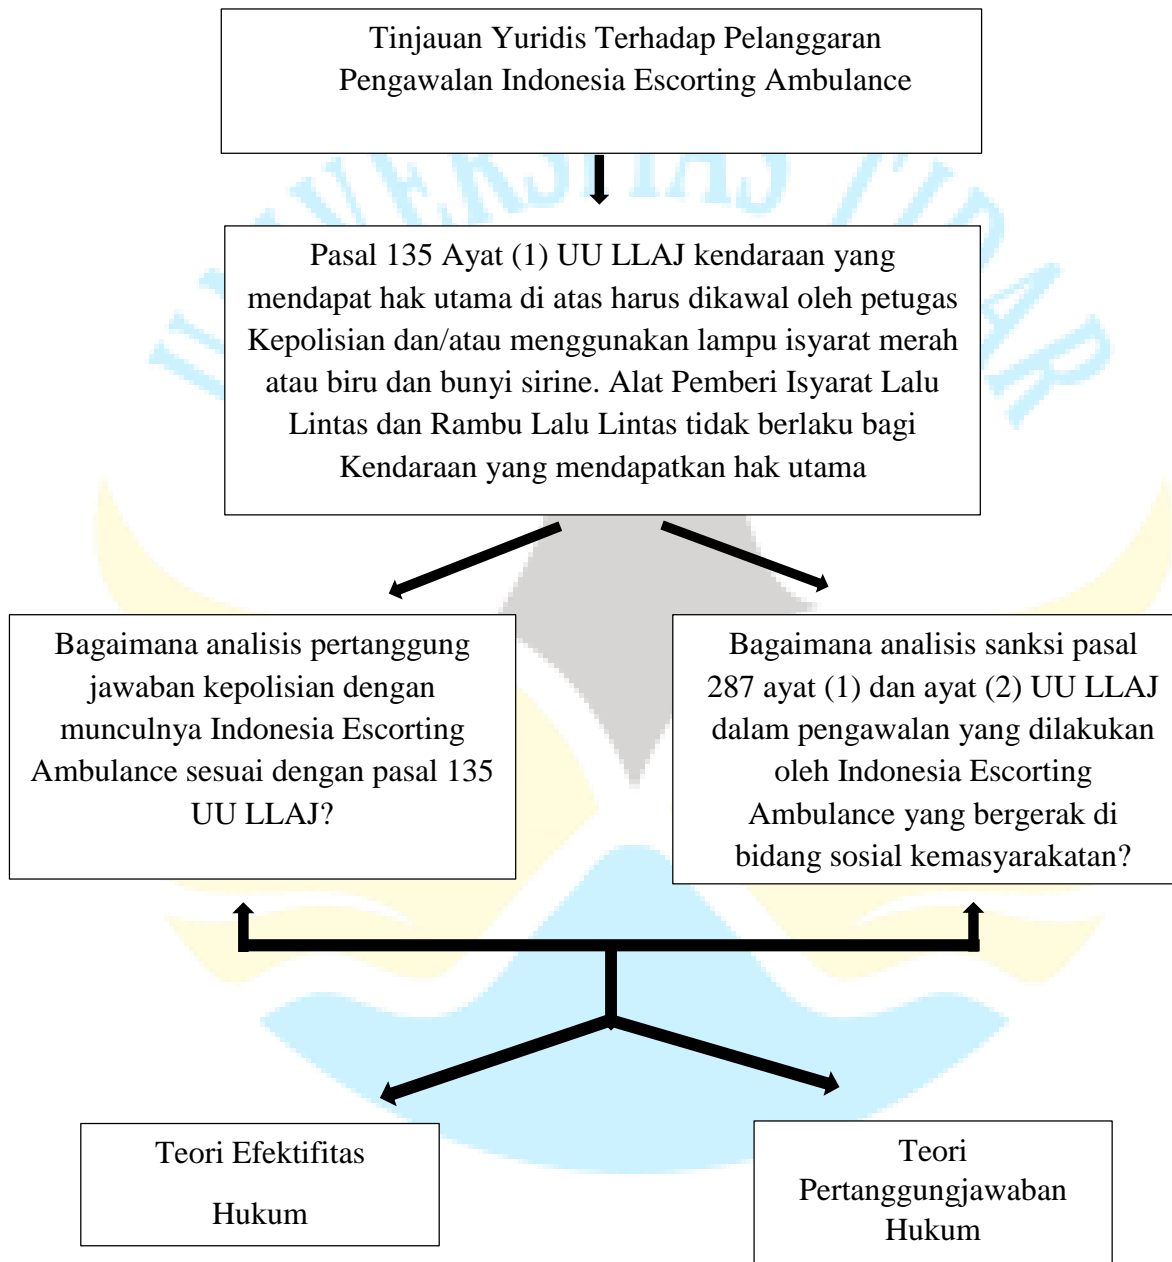 Tinjauan Yuridis Terhadap Pelanggaran
Pengawalan Indonesia Escorting Ambulance
UNIVERSITAS TIDAR
Pasal 135 Ayat (1) UU LLAJ kendaraan yang
mendapat hak utama di atas harus dikawal oleh petugas
Kepolisian dan/atau menggunakan lampu isyarat merah
atau biru dan bunyi sirine. Alat Pemberi Isyarat Lalu
Lintas dan Rambu Lalu Lintas tidak berlaku bagi
Kendaraan yang mendapatkan hak utama
Bagaimana analisis pertanggung
jawaban kepolisian dengan
munculnya Indonesia Escorting
Ambulance sesuai dengan pasal 135
UU LLAJ?
Bagaimana analisis sanksi pasal
287 ayat (1) dan ayat (2) UU LLAJ
dalam pengawalan yang dilakukan
oleh Indonesia Escorting
Ambulance yang bergerak di
bidang sosial kemasyarakatan?
Teori Efektifitas
Hukum
Teori
Pertanggungjawaban
Hukum